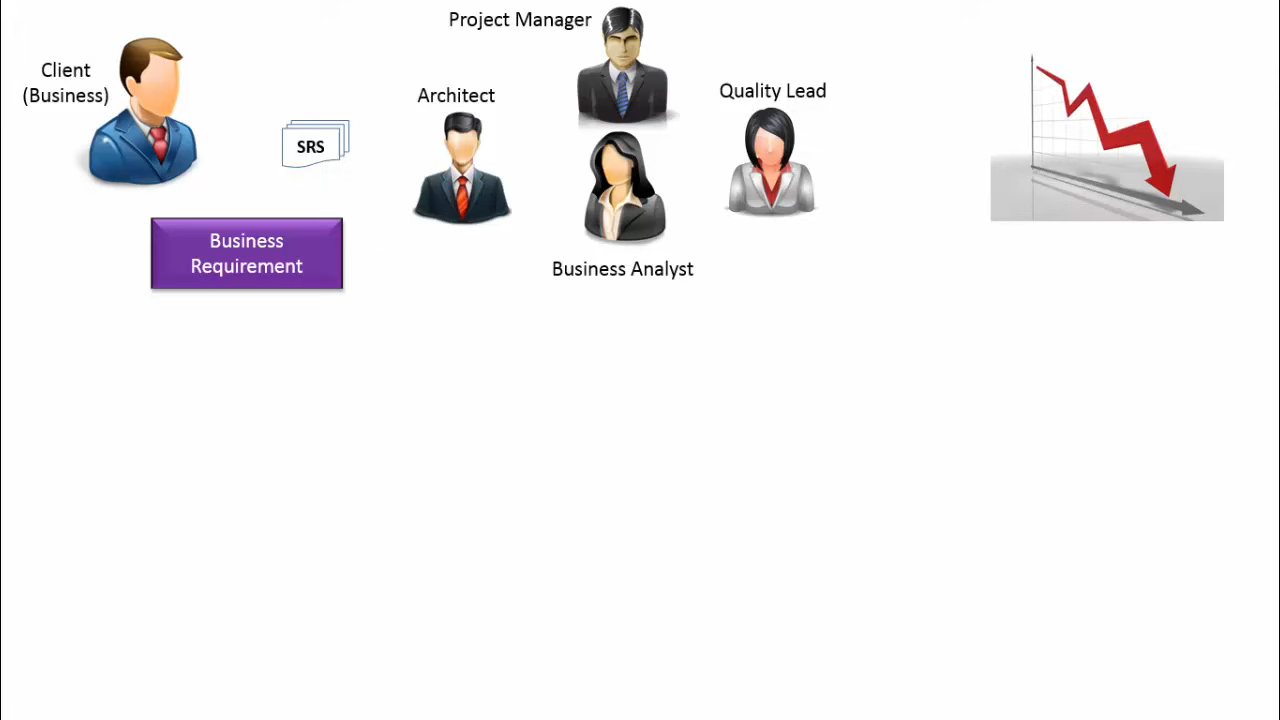 Project Manager
Client
(Business)
Architect
Quality Lead
SRS
Business
Requirement
Business Analyst